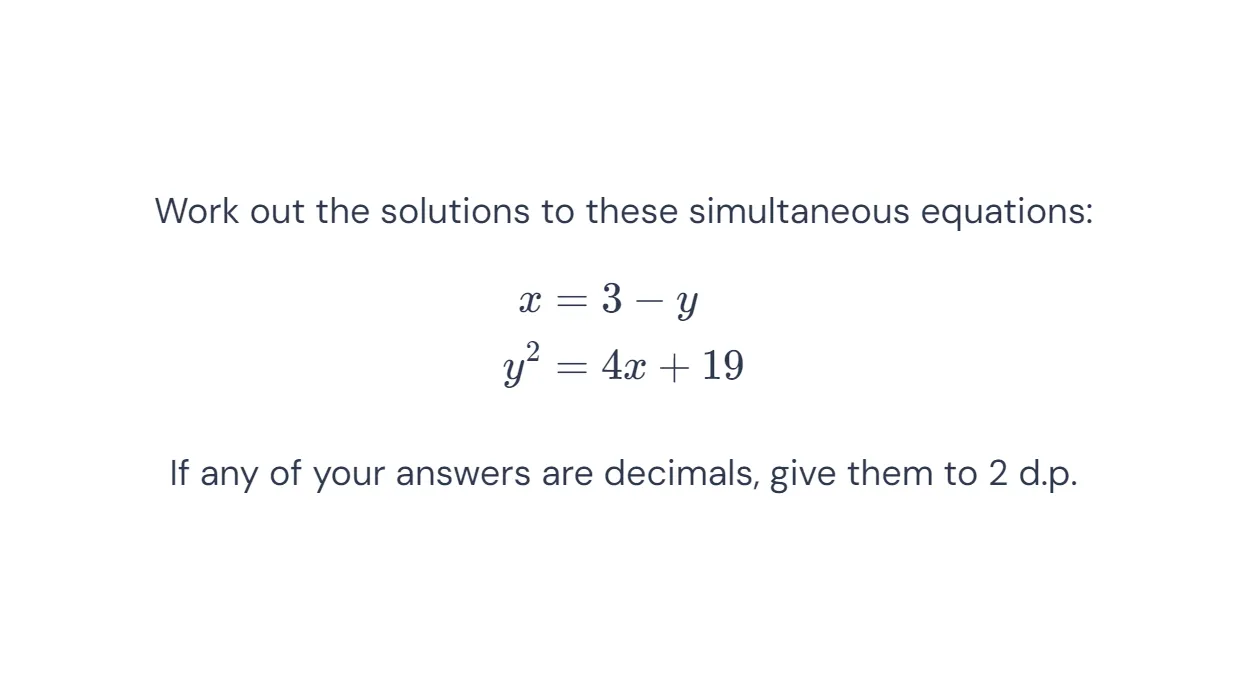 Work out the solutions to these simultaneous equations:
x = 3 − y
y² = 4x + 19
If any of your answers are decimals, give them to 2 d.p.